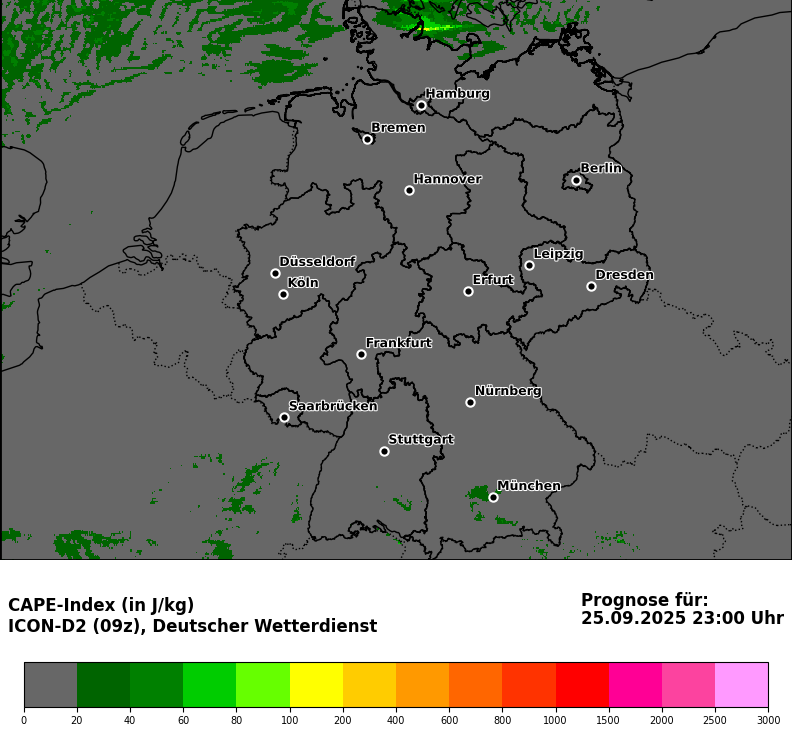 Hamburg
Bremen
Berlin
Hannover
Leipzig
Düsseldorf
Dresden
Erfurt
Köln
Frankfurt
Nürnberg
Saarbrücken
Stuttgart
München
CAPE-Index (in J/kg)
ICON-D2 (09z), Deutscher Wetterdienst
Prognose für:
25.09.2025 23:00 Uhr
0 20 40 60 80 100 200 400 600 800 1000 1500 2000 2500 3000